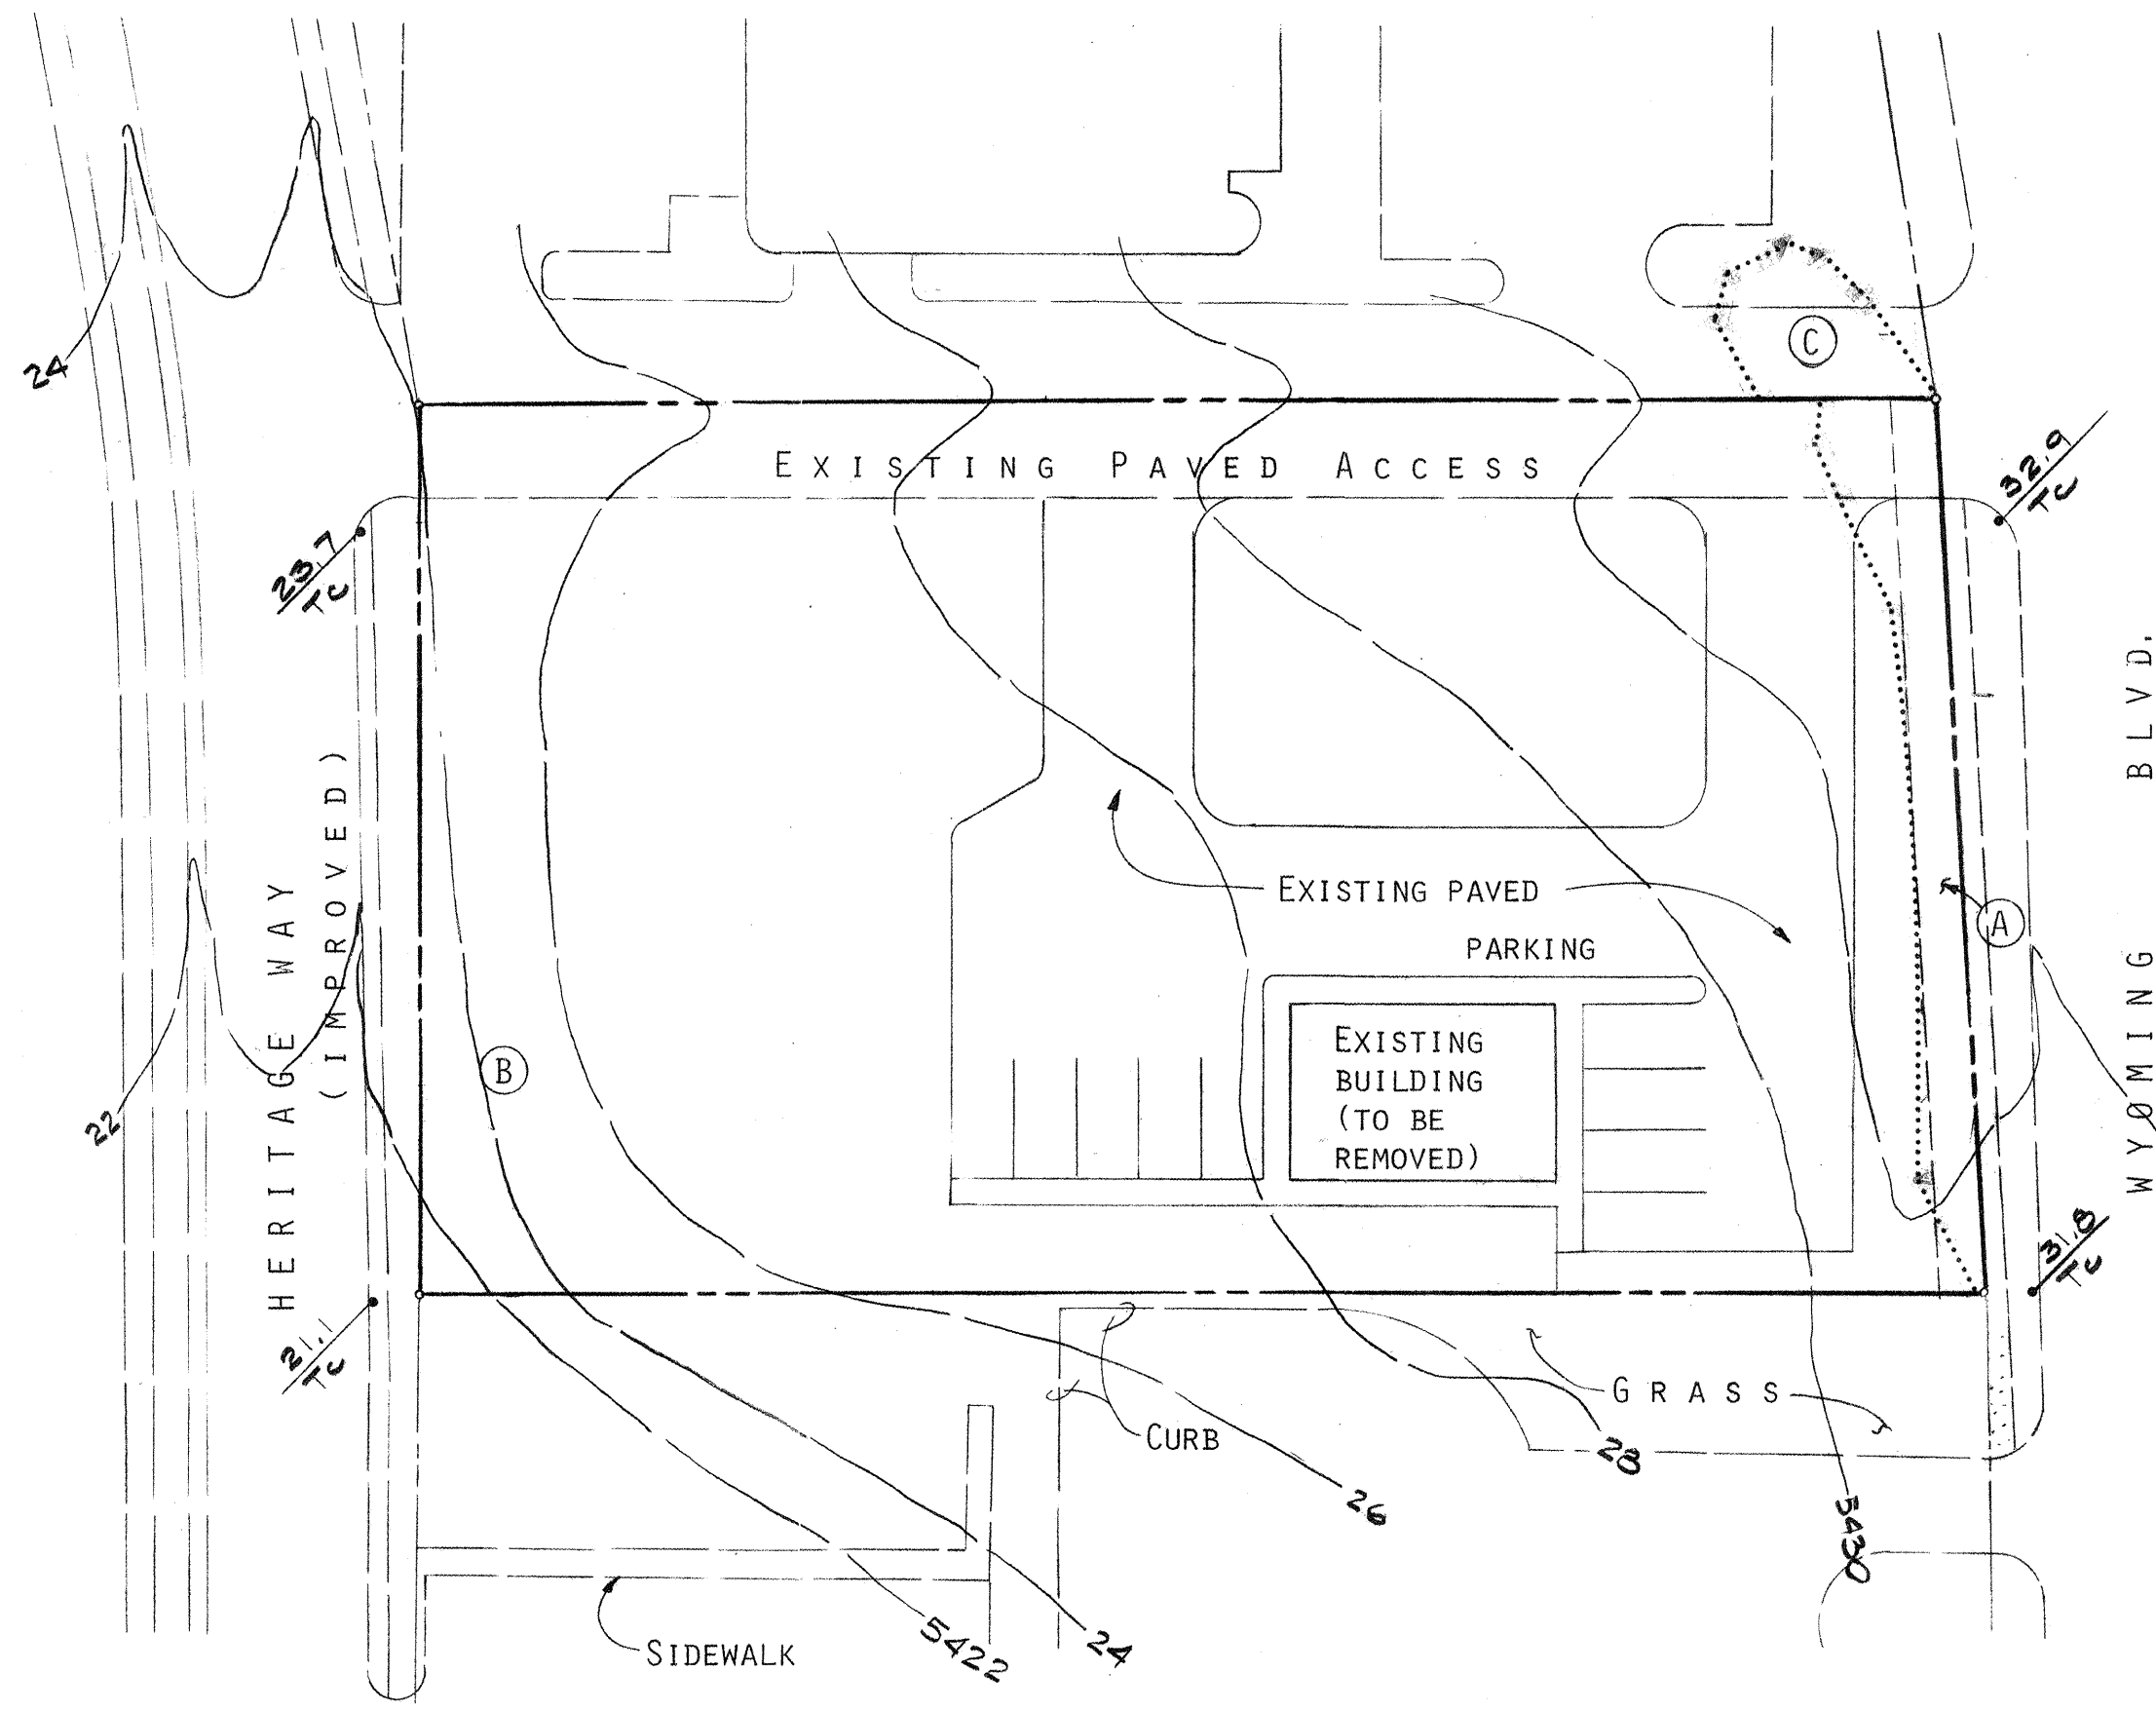 24
C
EXISTING PAVED ACCESS
32.9
TC
23.7
TC
HERITAGE WAY
(IMPROVED)
WYØMING BLVD.
EXISTING PAVED
PARKING
A
EXISTING
BUILDING
(TO BE
REMOVED)
B
22
31.8
TC
21.1
TC
GRASS
CURB
28
26
5430
24
5422
SIDEWALK